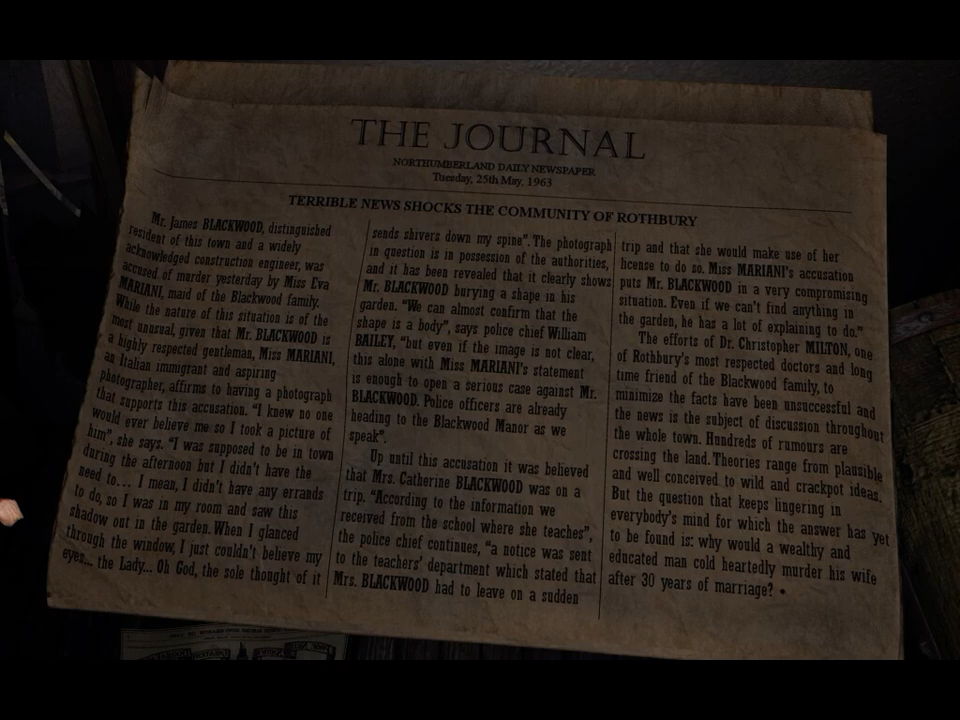 THE JOURNAL
NORTHUMBERLAND DAILY NEWSPAPER
Tuesday, 25th May, 1963
TERRIBLE NEWS SHOCKS THE COMMUNITY OF ROTHBURY
Mr. James BLACKWOOD, distinguished
resident of this town and a widely
acknowledged construction engineer, was
accused of murder yesterday by Miss Eva
MARIANI, maid of the Blackwood family.
While the nature of this situation is of the
most unusual, given that Mr. BLACKWOOD is
a highly respected gentleman, Miss MARIANI,
an Italian immigrant and aspiring
photographer, affirms to having a photograph
that supports this accusation. “I knew no one
would ever believe me so I took a picture of
him”, she says. “I was supposed to be in town
during the afternoon but I didn’t have the
need to… I mean, I didn’t have any errands
to do, so I was in my room and saw this
shadow out in the garden. When I glanced
through the window, I just couldn’t believe my
eyes... the Lady... Oh God, the sole thought of it
sends shivers down my spine”. The photograph
in question is in possession of the authorities,
and it has been revealed that it clearly shows
Mr. BLACKWOOD burying a shape in his
garden. “We can almost confirm that the
shape is a body”, says police chief William
BAILEY, “but even if the image is not clear,
this alone with Miss MARIANI’s statement
is enough to open a serious case against Mr.
BLACKWOOD. Police officers are already
heading to the Blackwood Manor as we
speak”.
Up until this accusation it was believed
that Mrs. Catherine BLACKWOOD was on a
trip. “According to the information we
received from the school where she teaches”,
the police chief continues, “a notice was sent
to the teachers’ department which stated that
Mrs. BLACKWOOD had to leave on a sudden
trip and that she would make use of her
license to do so. Miss MARIANI’s accusation
puts Mr. BLACKWOOD in a very compromising
situation. Even if we can’t find anything in
the garden, he has a lot of explaining to do.”
The efforts of Dr. Christopher MILTON, one
of Rothbury’s most respected doctors and long
time friend of the Blackwood family, to
minimize the facts have been unsuccessful and
the news is the subject of discussion throughout
the whole town. Hundreds of rumours are
crossing the land. Theories range from plausible
and well conceived to wild and crackpot ideas.
But the question that keeps lingering in
everybody’s mind for which the answer has yet
to be found is: why would a wealthy and
educated man cold heartedly murder his wife
after 30 years of marriage? •